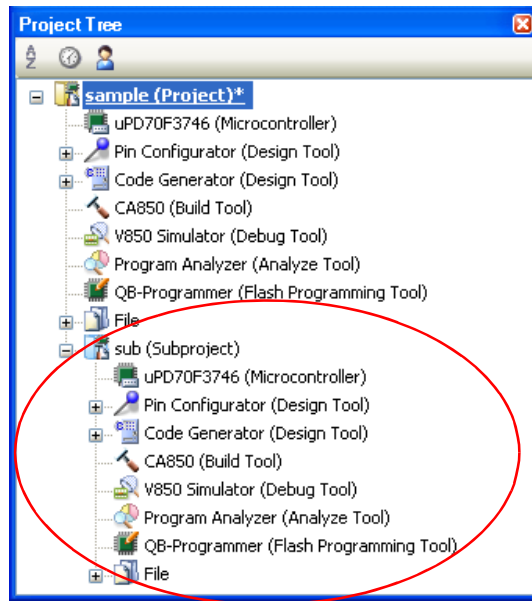 Project Tree
sample (Project)*
uPD70F3746 (Microcontroller)
Pin Configurator (Design Tool)
Code Generator (Design Tool)
CA850 (Build Tool)
V850 Simulator (Debug Tool)
Program Analyzer (Analyze Tool)
QB-Programmer (Flash Programming Tool)
File
sub (Subproject)
uPD70F3746 (Microcontroller)
Pin Configurator (Design Tool)
Code Generator (Design Tool)
CA850 (Build Tool)
V850 Simulator (Debug Tool)
Program Analyzer (Analyze Tool)
QB-Programmer (Flash Programming Tool)
File